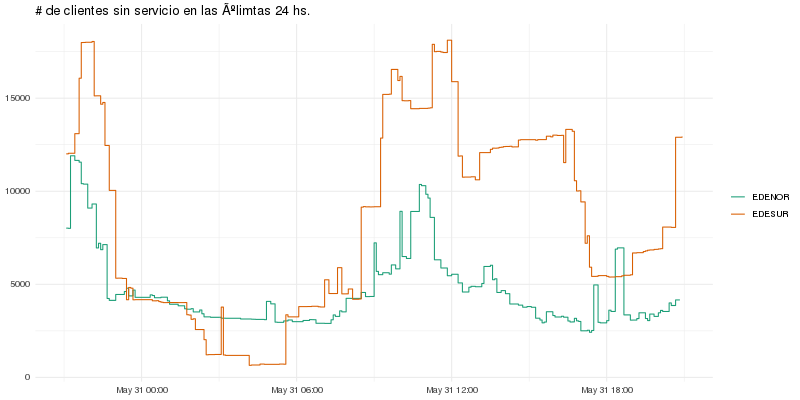 # de clientes sin servicio en las Ãºlimtas 24 hs.
15000
10000
5000
0
May 31 00:00
May 31 06:00
May 31 12:00
May 31 18:00
EDENOR
EDESUR